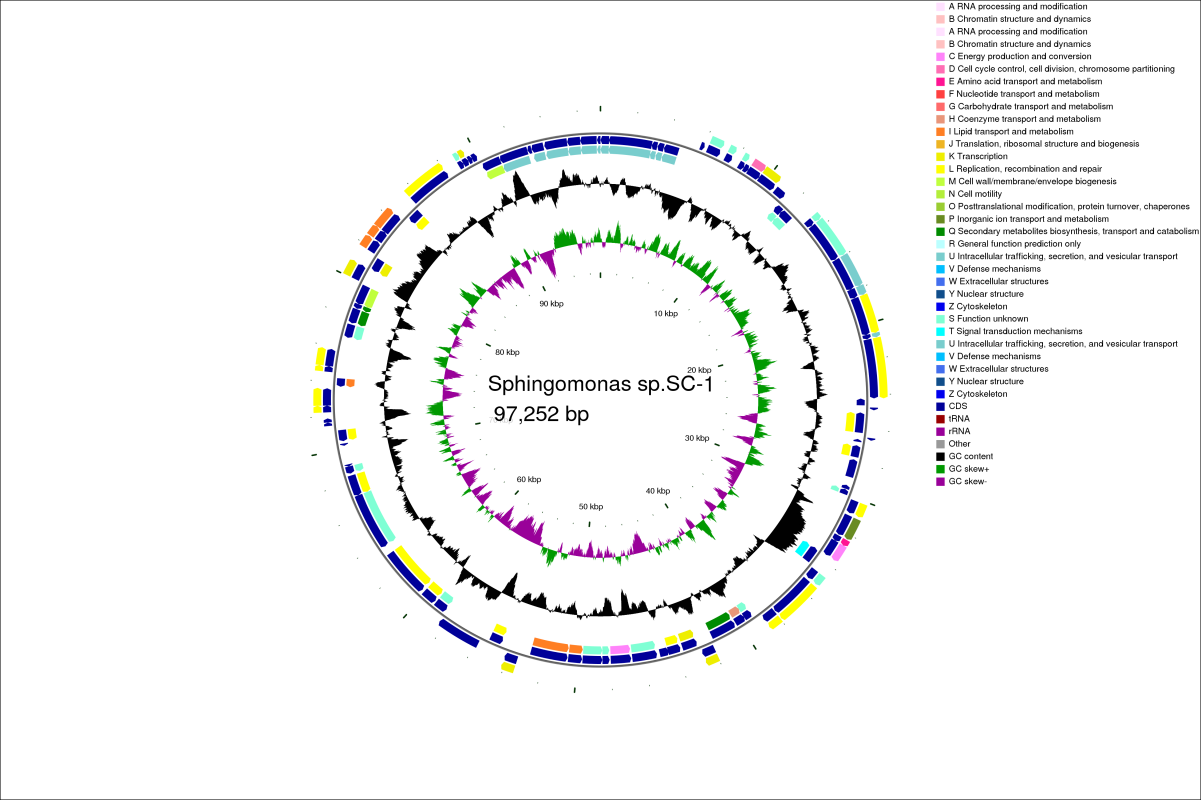 A RNA processing and modification
B Chromatin structure and dynamics
A RNA processing and modification
B Chromatin structure and dynamics
C Energy production and conversion
D Cell cycle control, cell division, chromosome partitioning
E Amino acid transport and metabolism
F Nucleotide transport and metabolism
G Carbohydrate transport and metabolism
H Coenzyme transport and metabolism
I Lipid transport and metabolism
J Translation, ribosomal structure and biogenesis
K Transcription
L Replication, recombination and repair
M Cell wall/membrane/envelope biogenesis
N Cell motility
O Posttranslational modification, protein turnover, chaperones
P Inorganic ion transport and metabolism
Q Secondary metabolites biosynthesis, transport and catabolism
R General function prediction only
U Intracellular trafficking, secretion, and vesicular transport
V Defense mechanisms
W Extracellular structures
Y Nuclear structure
Z Cytoskeleton
S Function unknown
T Signal transduction mechanisms
U Intracellular trafficking, secretion, and vesicular transport
V Defense mechanisms
W Extracellular structures
Y Nuclear structure
Z Cytoskeleton
CDS
tRNA
rRNA
Other
GC content
GC skew+
GC skew-
90 kbp
10 kbp
80 kbp
20 kbp
Sphingomonas sp.SC-1
97,252 bp
30 kbp
60 kbp
40 kbp
50 kbp